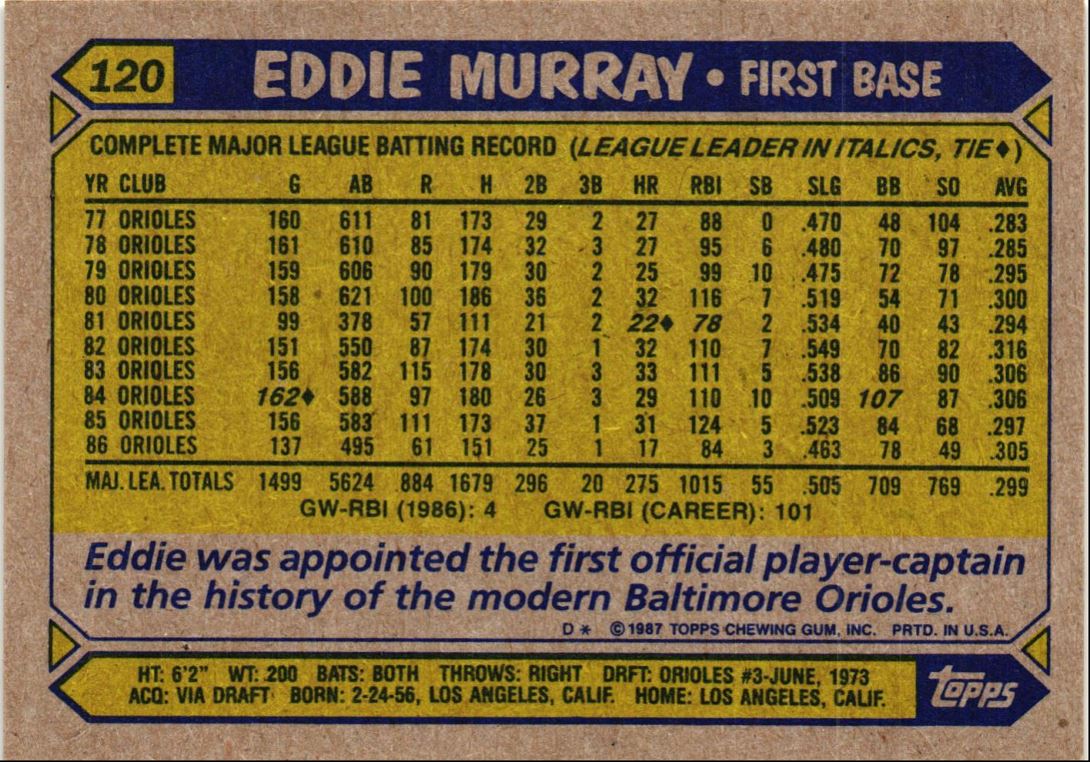 120 EDDIE MURRAY • FIRST BASE
COMPLETE MAJOR LEAGUE BATTING RECORD (LEAGUE LEADER IN ITALICS, TIE♦)
YR CLUB G AB R H 2B 3B HR RBI SB SLG BB SO AVG
77 ORIOLES 160 611 81 173 29 2 27 88 0 .470 48 104 .283
78 ORIOLES 161 610 85 174 32 3 27 95 6 .480 70 97 .285
79 ORIOLES 159 606 90 179 30 2 25 99 10 .475 72 78 .295
80 ORIOLES 158 621 100 186 36 2 32 116 7 .519 54 71 .300
81 ORIOLES 99 378 57 111 21 2 22♦ 78 2 .534 40 43 .294
82 ORIOLES 151 550 87 174 30 1 32 110 7 .549 70 82 .316
83 ORIOLES 156 582 115 178 30 3 33 111 5 .538 86 90 .306
84 ORIOLES 162♦ 588 97 180 26 3 29 110 10 .509 107 87 .306
85 ORIOLES 156 583 111 173 37 1 31 124 5 .523 84 68 .297
86 ORIOLES 137 495 61 151 25 1 17 84 3 .463 78 49 .305
MAJ. LEA. TOTALS 1499 5624 884 1679 296 20 275 1015 55 .505 709 769 .299
GW-RBI (1986): 4 GW-RBI (CAREER): 101
Eddie was appointed the first official player-captain
in the history of the modern Baltimore Orioles.
D * © 1987 TOPPS CHEWING GUM, INC. PRTD. IN U.S.A.
HT: 6'2" WT: 200 BATS: BOTH THROWS: RIGHT DRFT: ORIOLES #3-JUNE, 1973
ACQ: VIA DRAFT BORN: 2-24-56, LOS ANGELES, CALIF. HOME: LOS ANGELES, CALIF.
topps